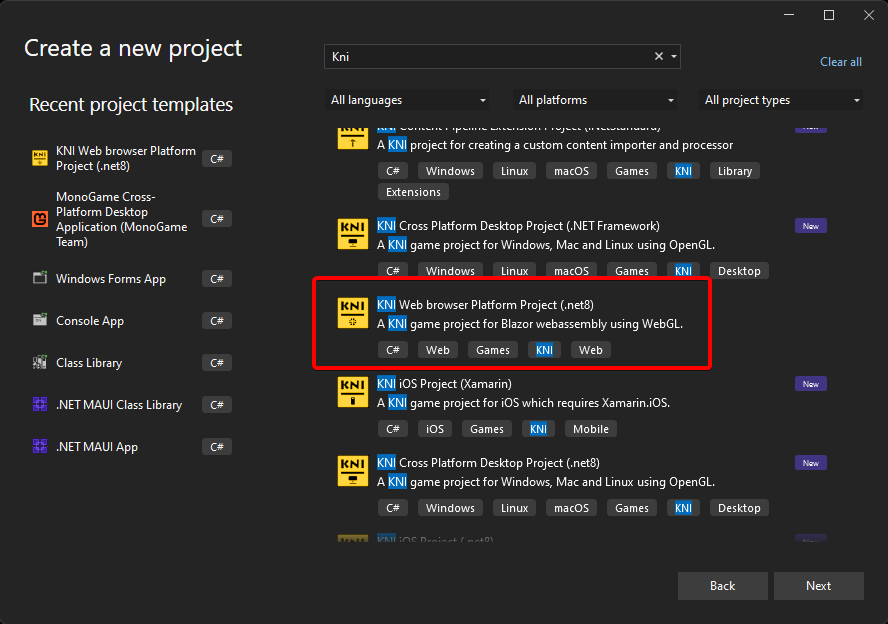 Create a new project
Kni
Clear all
All languages
All platforms
All project types
Recent project templates
KNI Web browser Platform
Project (.net8)
C#
MonoGame Cross-
Platform Desktop
Application (MonoGame
Team)
C#
Windows Forms App
C#
Console App
C#
Class Library
C#
.NET MAUI Class Library
C#
.NET MAUI App
C#
KNI Content Pipeline Extension Project (.NetStandard)
New
A KNI project for creating a custom content importer and processor
C# Windows Linux macOS Games KNI Library
Extensions
KNI
KNI Cross Platform Desktop Project (.NET Framework)
New
A KNI game project for Windows, Mac and Linux using OpenGL.
C# Windows Linux macOS Games KNI Desktop
KNI
KNI Web browser Platform Project (.net8)
A KNI game project for Blazor webassembly using WebGL.
C# Web Games KNI Web
KNI
KNI iOS Project (Xamarin)
New
A KNI game project for iOS which requires Xamarin.iOS.
C# iOS Games KNI Mobile
KNI
KNI Cross Platform Desktop Project (.net8)
New
A KNI game project for Windows, Mac and Linux using OpenGL.
C# Windows Linux macOS Games KNI Desktop
KNI iOS Project (.net8)
Back
Next